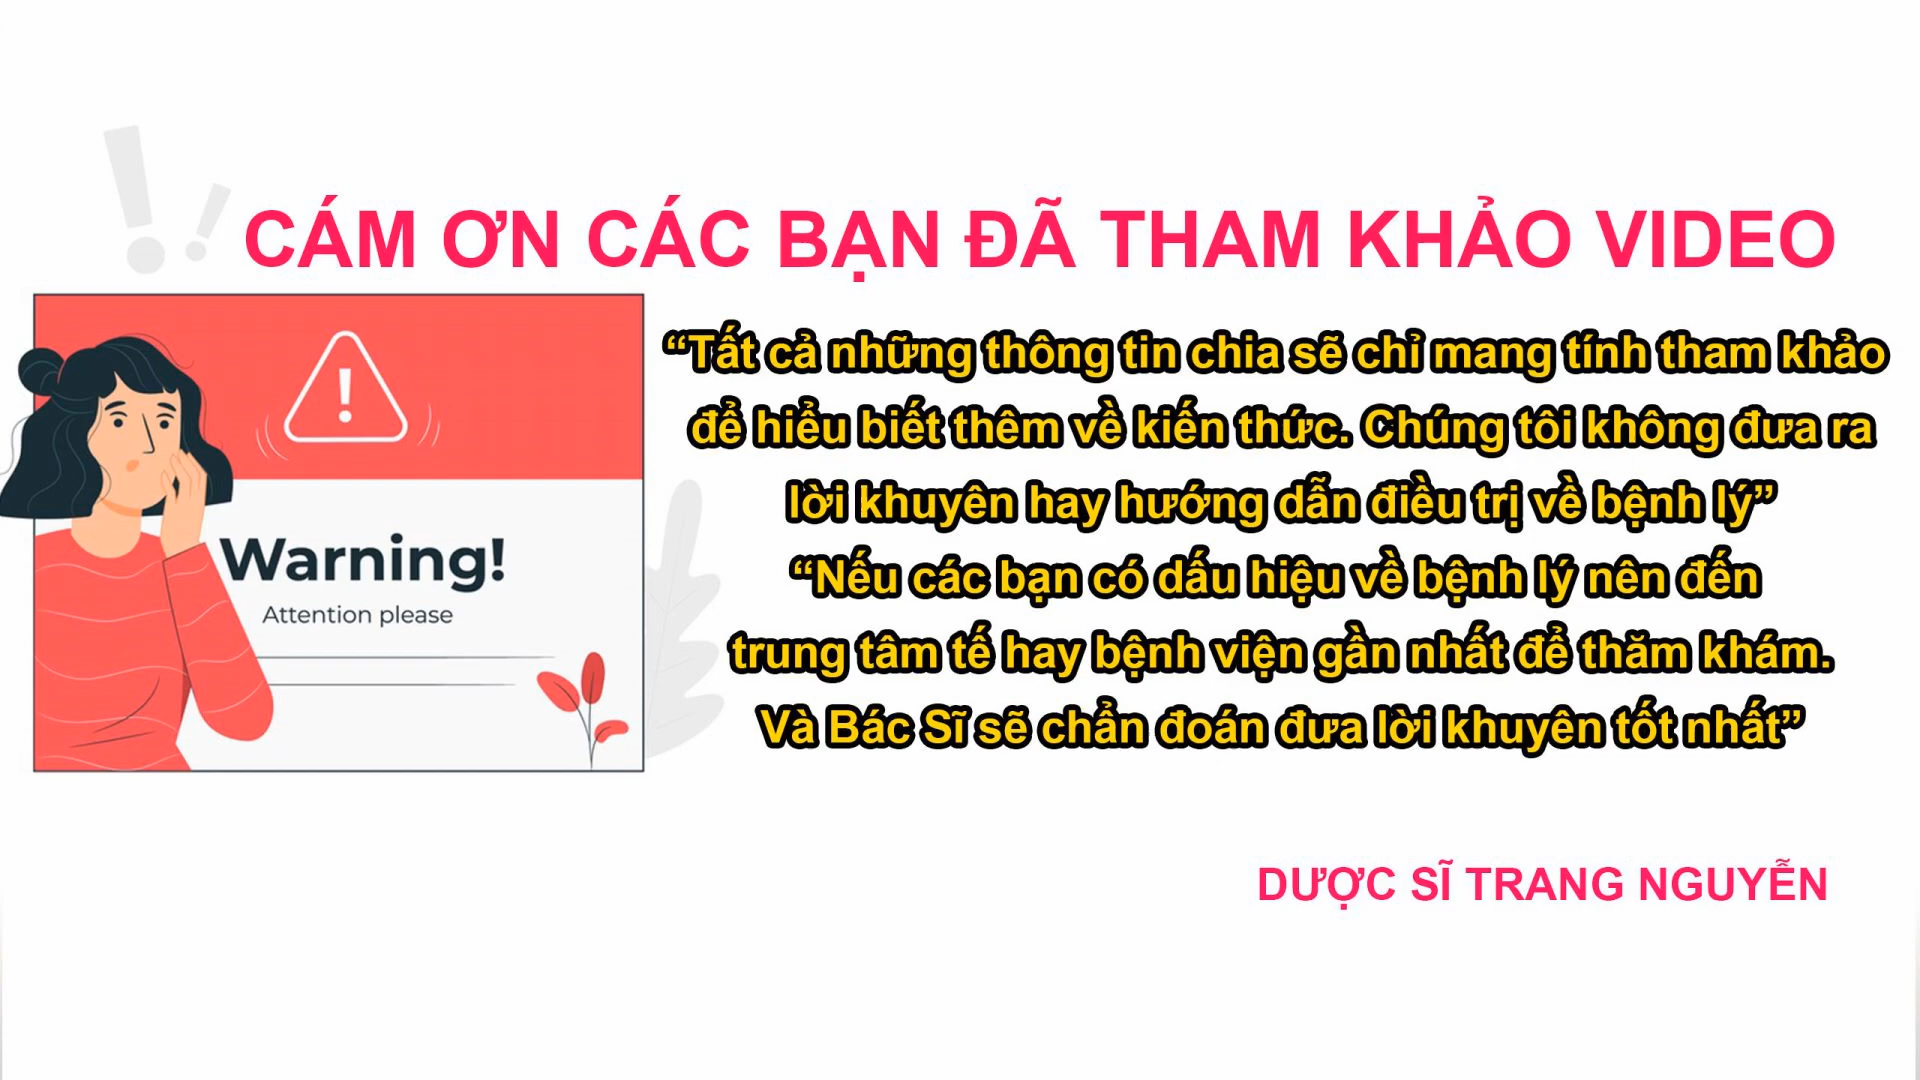 CÁM ƠN CÁC BẠN ĐÃ THAM KHẢO VIDEO
“Tất cả những thông tin chia sẽ chỉ mang tính tham khảo
để hiểu biết thêm về kiến thức. Chúng tôi không đưa ra
lời khuyên hay hướng dẫn điều trị về bệnh lý”
“Nếu các bạn có dấu hiệu về bệnh lý nên đến
trung tâm tế hay bệnh viện gần nhất để thăm khám.
Và Bác Sĩ sẽ chẩn đoán đưa lời khuyên tốt nhất”
Warning!
Attention please
DƯỢC SĨ TRANG NGUYỄN